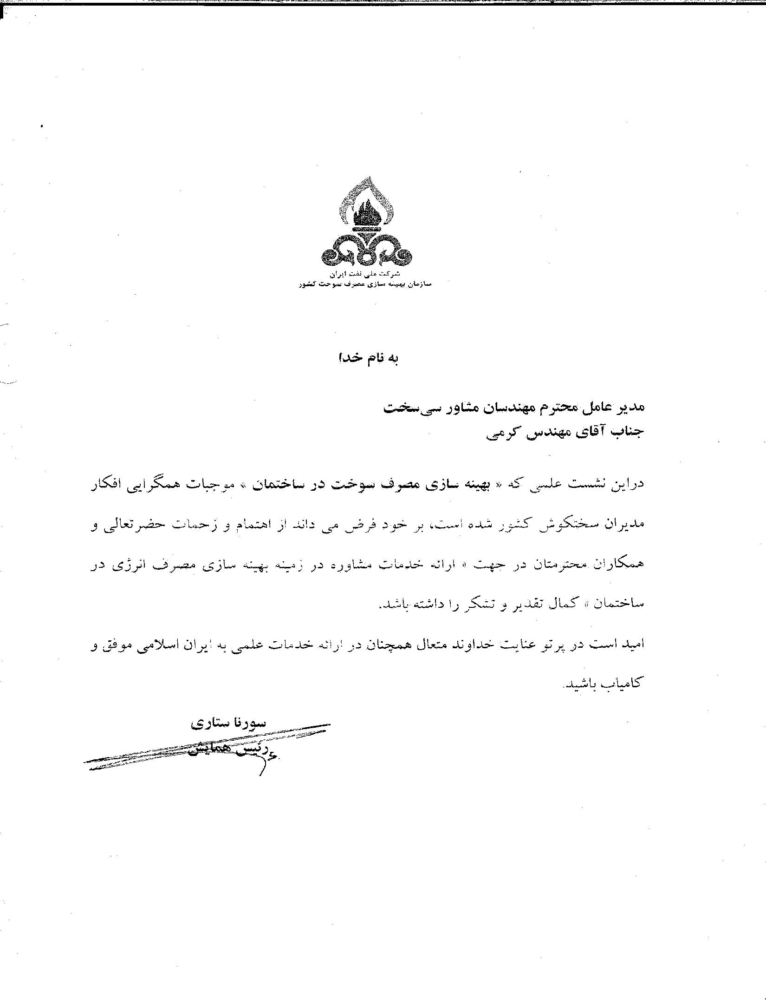 شرکت ملی نفت ایران
سازمان بهینه سازی مصرف سوخت کشور
به نام خدا
مدیر عامل محترم مهندسان مشاور سی‌سخت
جناب آقای مهندس کرمی
دراین نشست علمی که « بهینه سازی مصرف سوخت در ساختمان » موجبات همگرایی افکار
مدیران سختکوش کشور شده است، بر خود فرض می داند از اهتمام و زحمات حضرتعالی و
همکاران محترمتان در جهت « ارائه خدمات مشاوره در زمینه بهینه سازی مصرف انرژی در
ساختمان » کمال تقدیر و تشکر را داشته باشد.
امید است در پرتو عنایت خداوند متعال همچنان در ارائه خدمات علمی به ایران اسلامی موفق و
کامیاب باشید.
سورنا ستاری
رئیس همایش